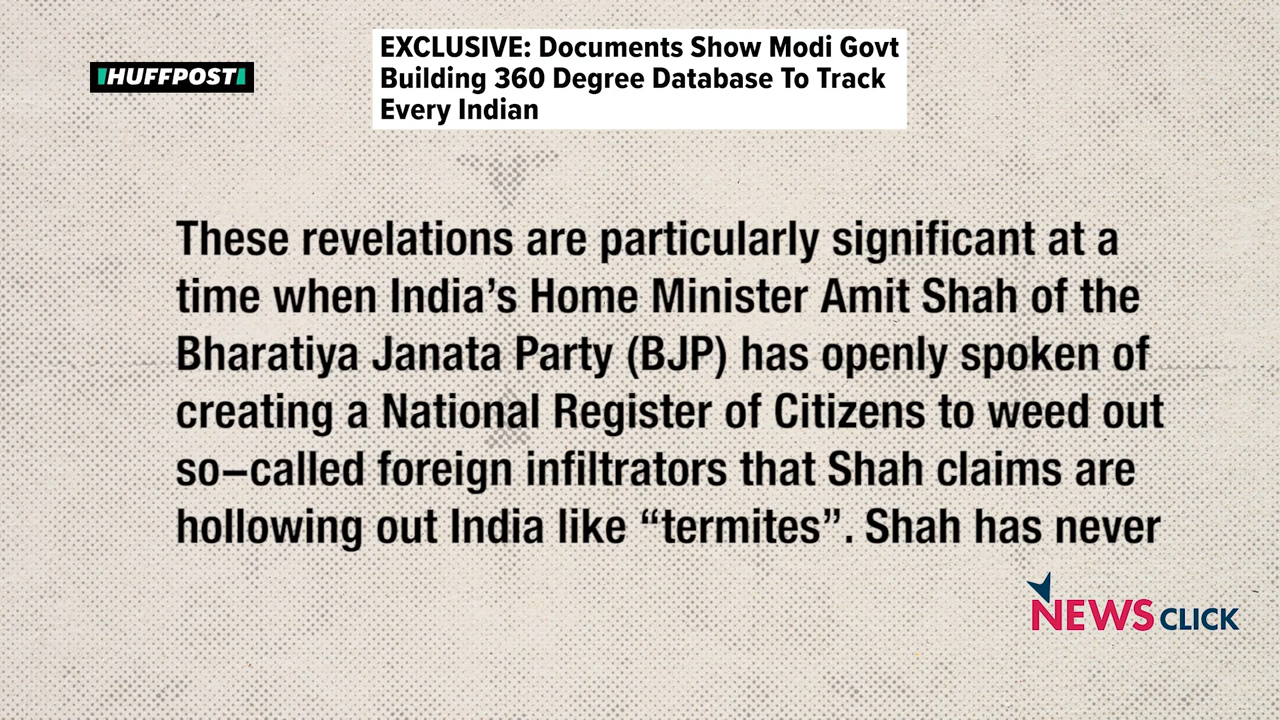 HUFFPOST
EXCLUSIVE: Documents Show Modi Govt
Building 360 Degree Database To Track
Every Indian
These revelations are particularly significant at a
time when India’s Home Minister Amit Shah of the
Bharatiya Janata Party (BJP) has openly spoken of
creating a National Register of Citizens to weed out
so–called foreign infiltrators that Shah claims are
hollowing out India like “termites”. Shah has never
NEWSCLICK